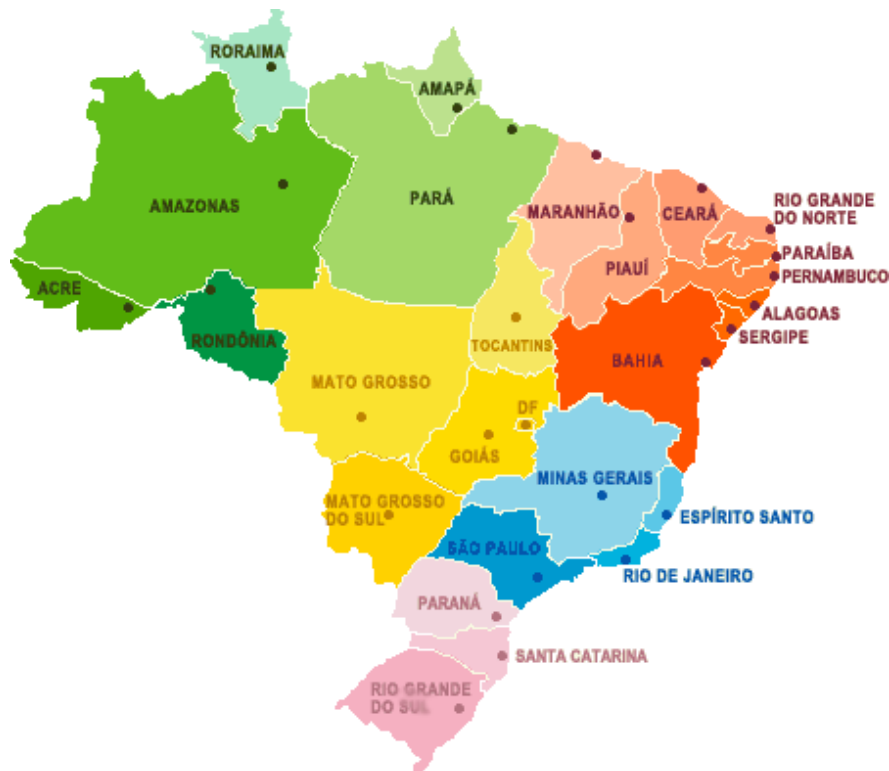 RORAIMA
AMAPÁ
AMAZONAS
PARÁ
MARANHÃO
CEARÁ
RIO GRANDE
DO NORTE
PARAÍBA
PIAUÍ
PERNAMBUCO
ACRE
ALAGOAS
RONDÔNIA
SERGIPE
TOCANTINS
BAHIA
MATO GROSSO
DF
GOIÁS
MINAS GERAIS
MATO GROSSO
DO SUL
ESPÍRITO SANTO
SÃO PAULO
RIO DE JANEIRO
PARANÁ
SANTA CATARINA
RIO GRANDE
DO SUL